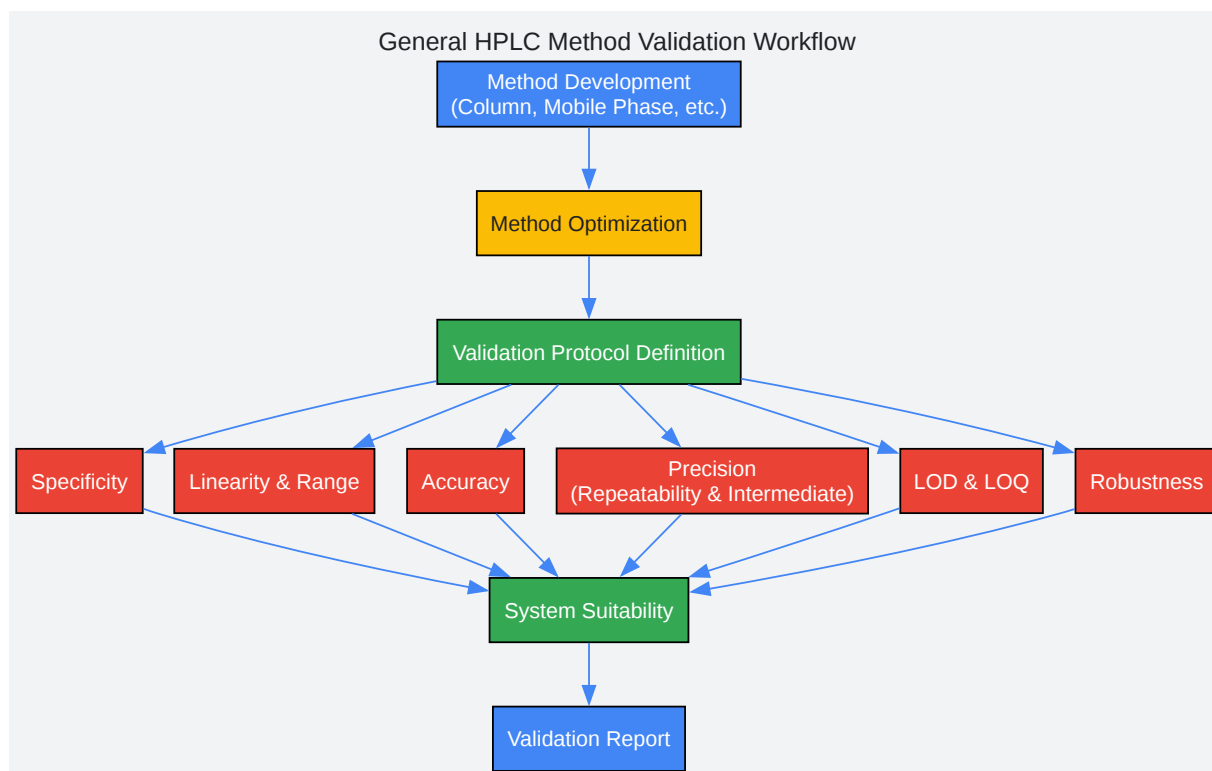 General HPLC Method Validation Workflow
Method Development
(Column, Mobile Phase, etc.)
Method Optimization
Validation Protocol Definition
Specificity
Linearity & Range
Accuracy
Precision
(Repeatability & Intermediate)
LOD & LOQ
Robustness
System Suitability
Validation Report